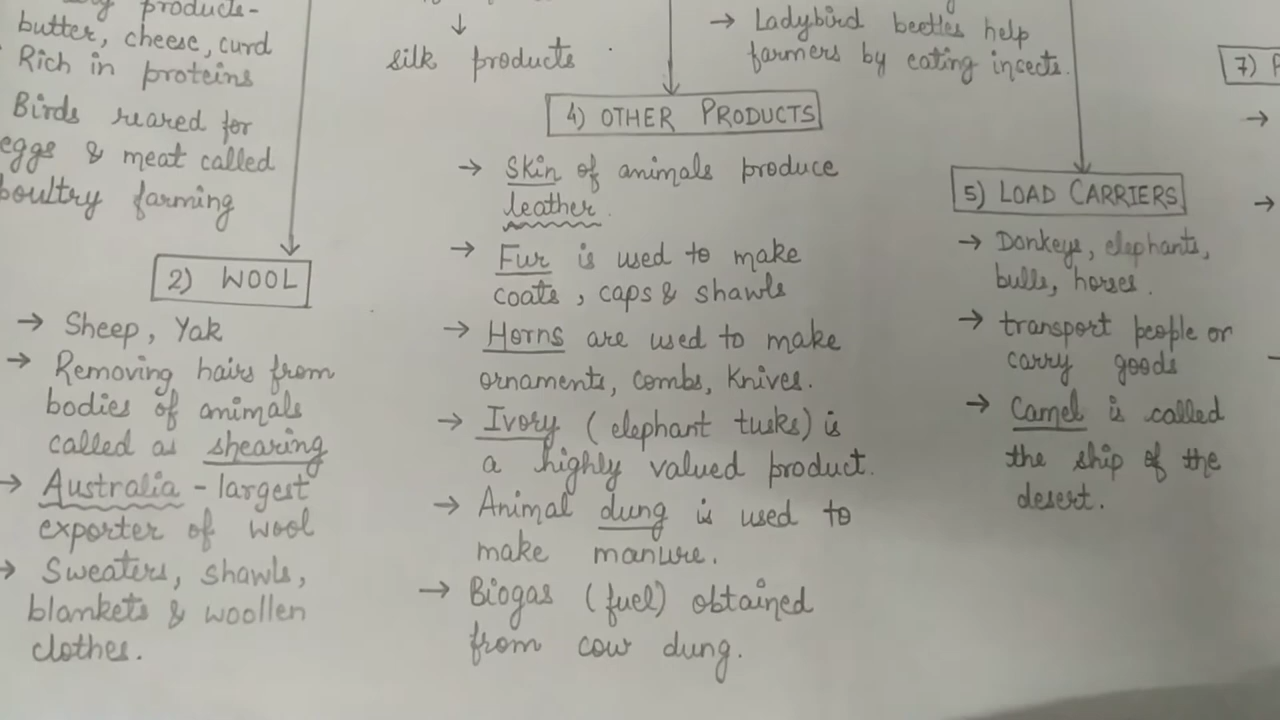 products-
butter, cheese, curd
Rich in proteins
Birds reared for
eggs & meat called
poultry farming
2) WOOL
→ Sheep, Yak
→ Removing hairs from
bodies of animals
called as shearing
→ Australia - largest
exporter of wool
→ Sweaters, shawls,
blankets & woollen
clothes.
↓
silk products
4) OTHER PRODUCTS
→ Skin of animals produce
leather.
→ Fur is used to make
coats, caps & shawls
→ Horns are used to make
ornaments, combs, knives.
→ Ivory (elephant tusks) is
a highly valued product.
→ Animal dung is used to
make manure.
→ Biogas (fuel) obtained
from cow dung.
→ Ladybird beetles help
farmers by eating insects.
5) LOAD CARRIERS
→ Donkeys, elephants,
bulls, horses.
→ transport people or
carry goods
→ Camel is called
the ship of the
desert.
7)
→
→